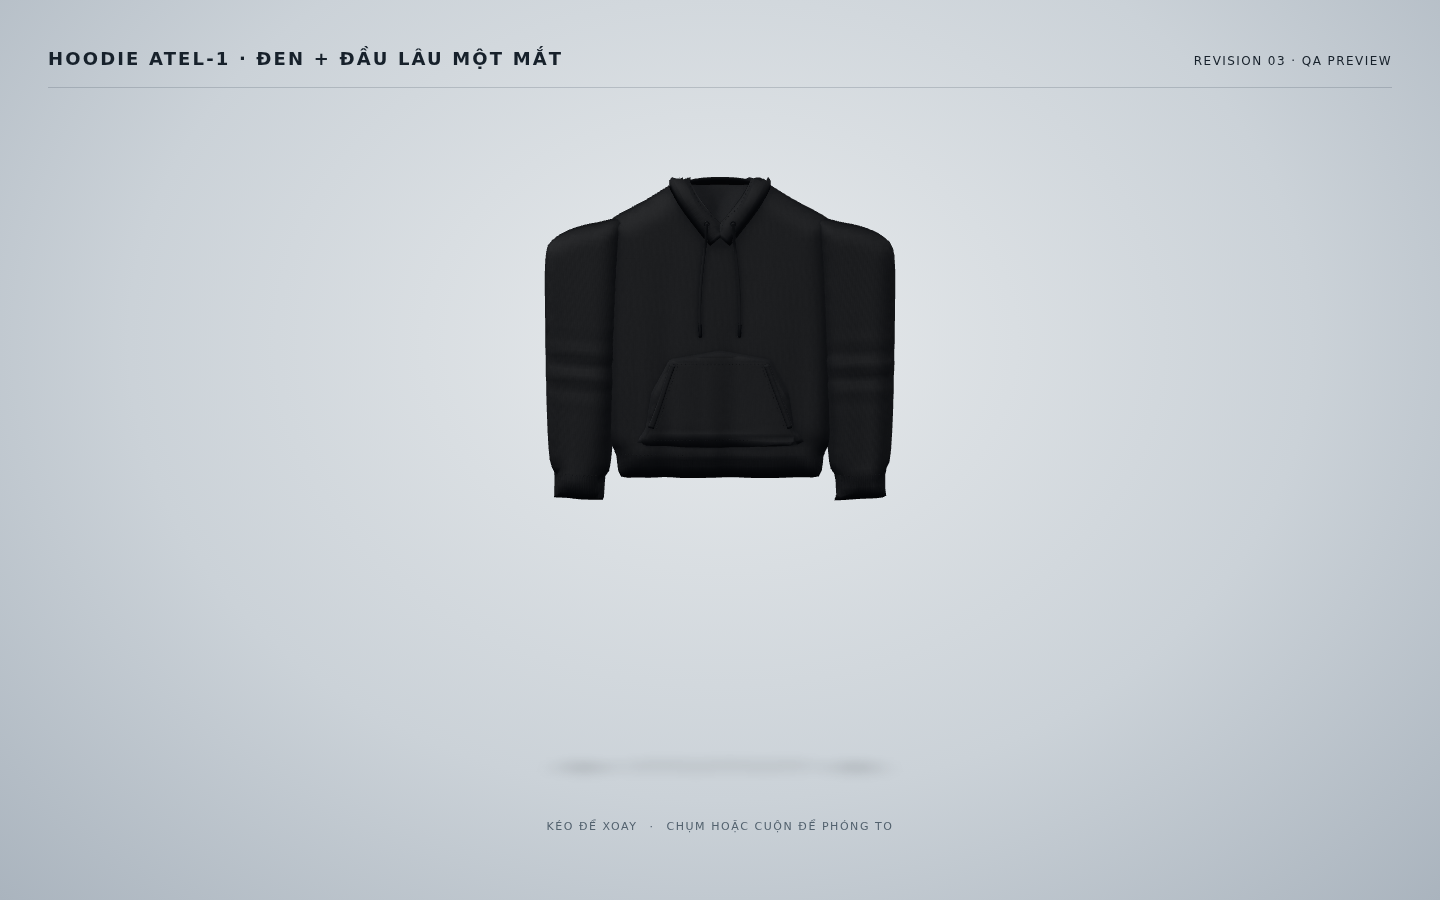 HOODIE ATEL-1 · ĐEN + ĐẦU LÂU MỘT MẮT
REVISION 03 · QA PREVIEW
KÉO ĐỂ XOAY · CHỤM HOẶC CUỘN ĐỂ PHÓNG TO